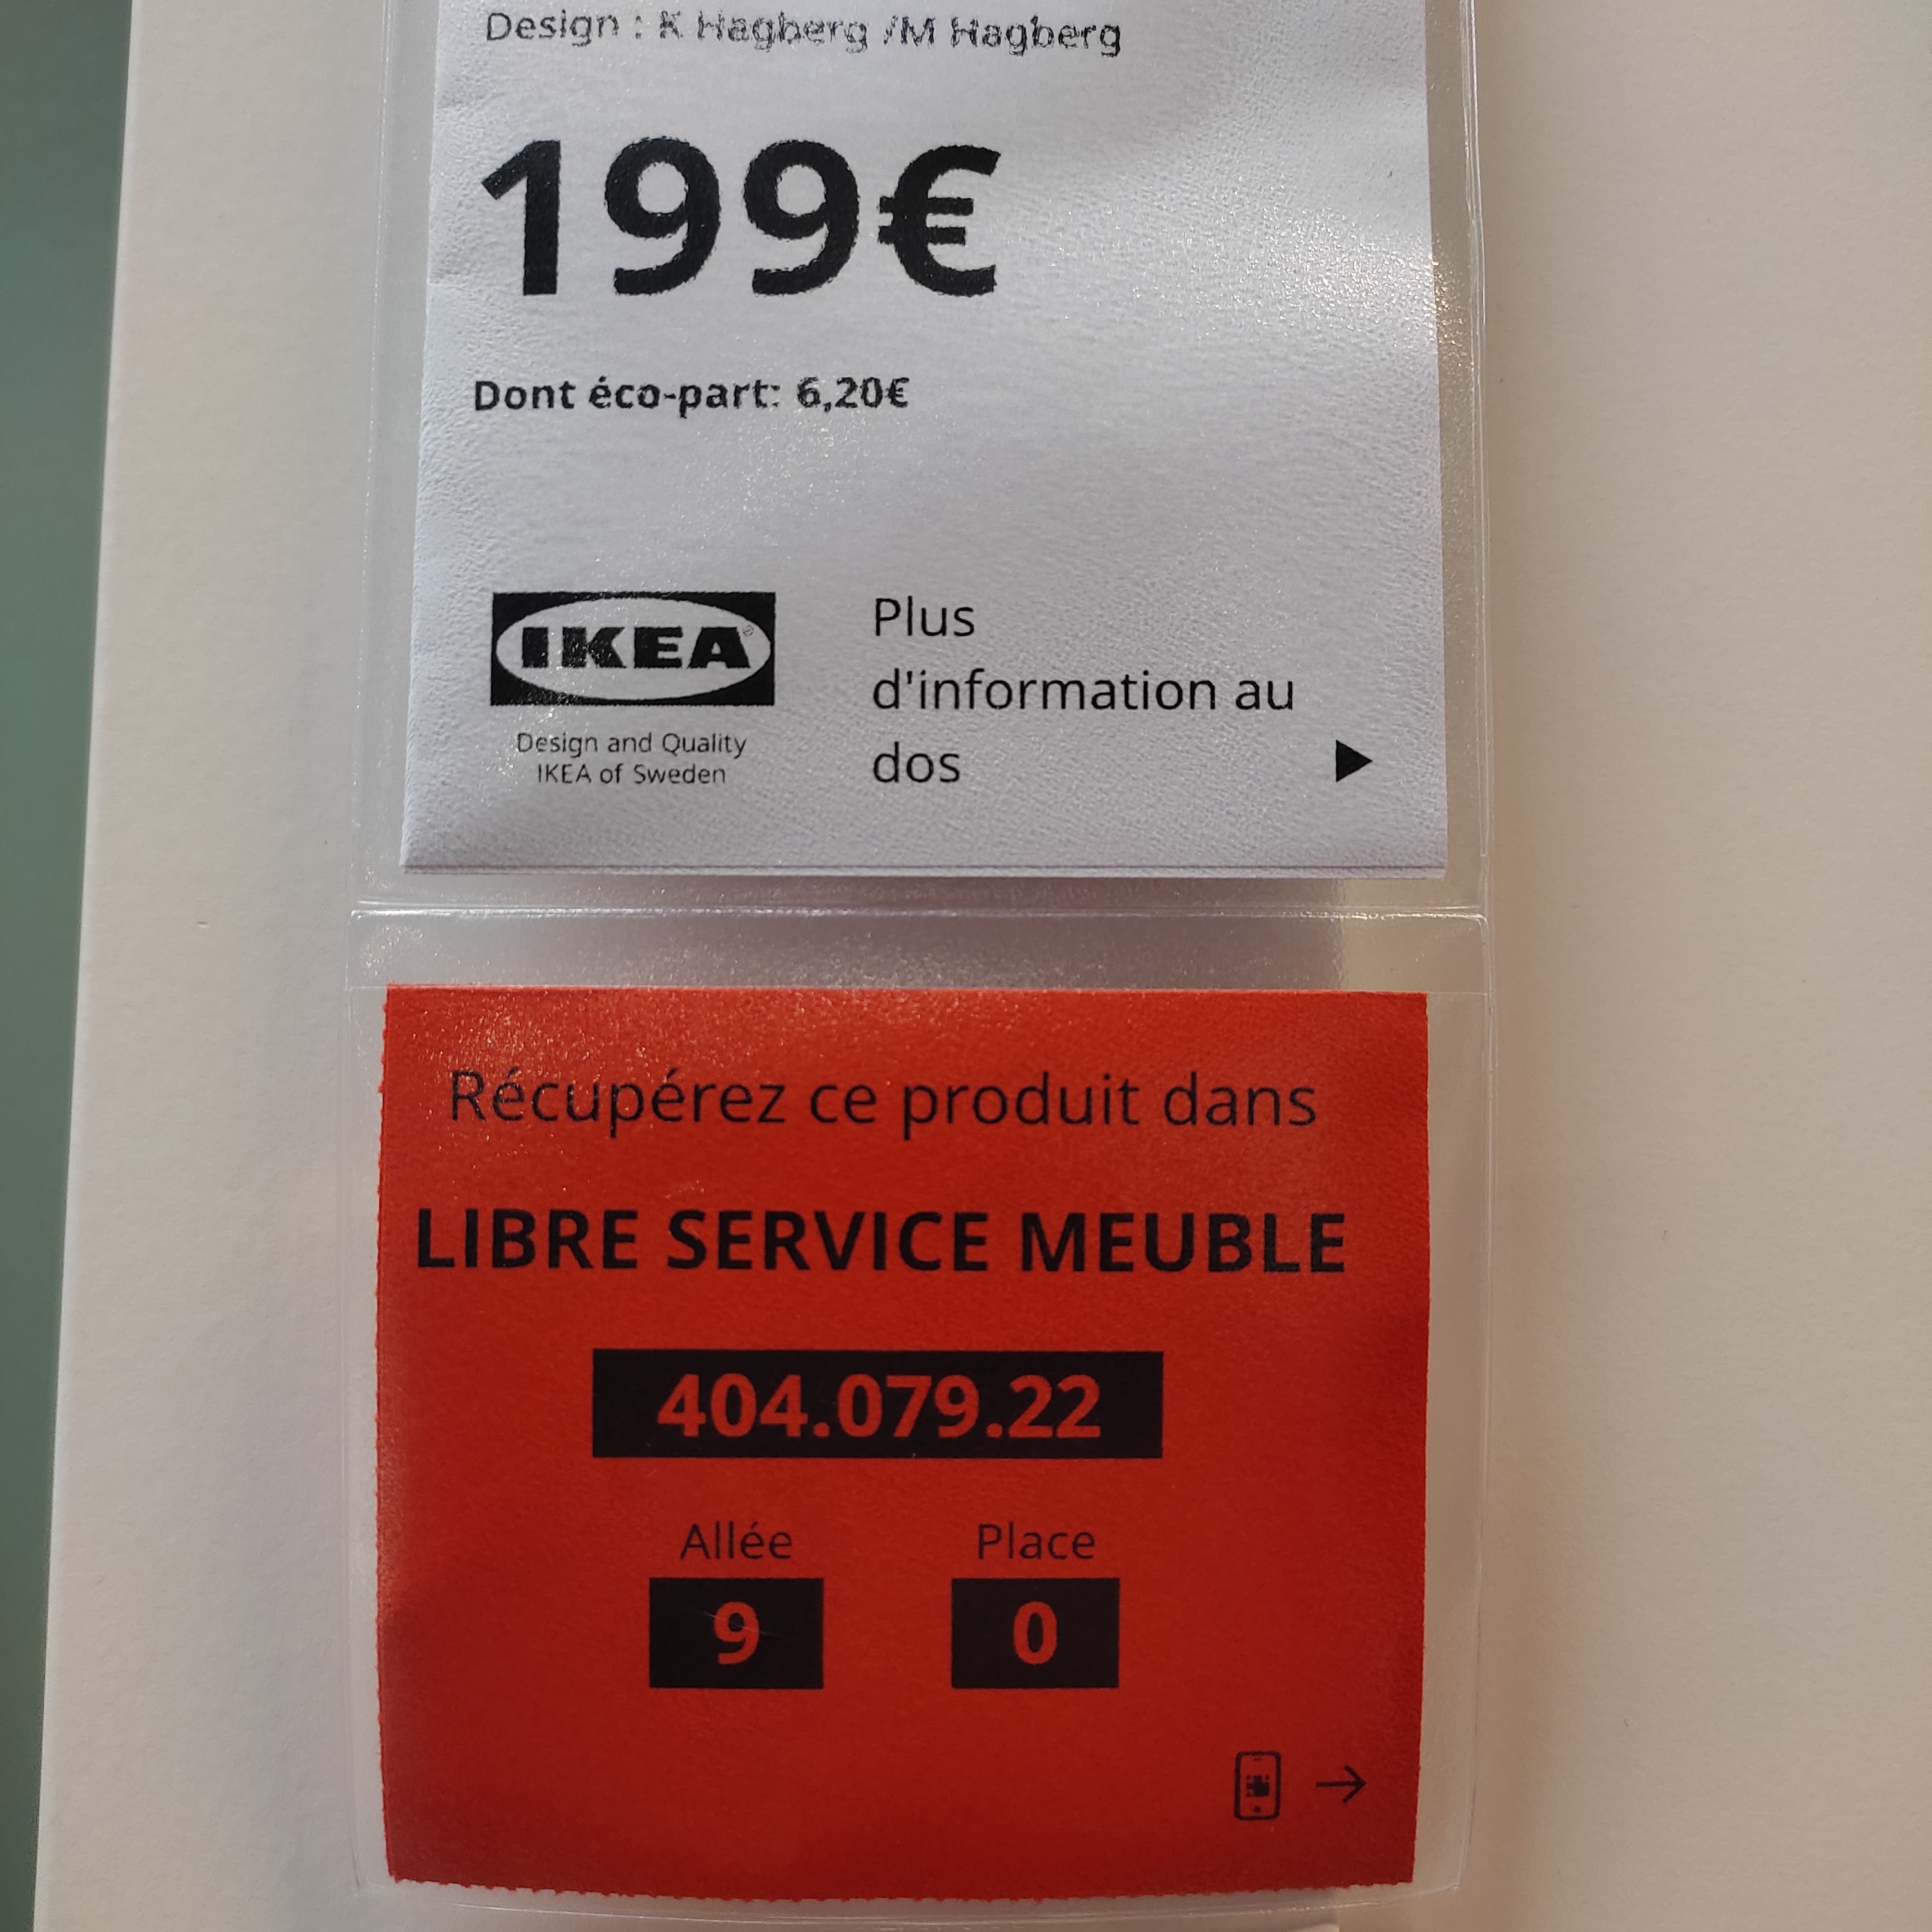 Design : K Hagberg /M Hagberg
199€
Dont éco-part: 6,20€
IKEA
Design and Quality
IKEA of Sweden
Plus
d'information au
dos
Récupérez ce produit dans
LIBRE SERVICE MEUBLE
404.079.22
Allée Place
9 0